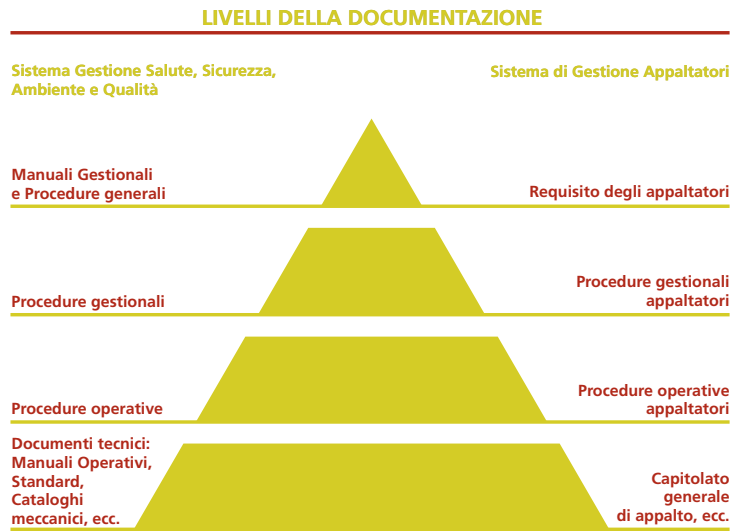 LIVELLI DELLA DOCUMENTAZIONE
Sistema Gestione Salute, Sicurezza,
Ambiente e Qualità
Sistema di Gestione Appaltatori
Manuali Gestionali
e Procedure generali
Requisito degli appaltatori
Procedure gestionali
Procedure gestionali
appaltatori
Procedure operative
Procedure operative
appaltatori
Documenti tecnici:
Manuali Operativi,
Standard,
Cataloghi
meccanici, ecc.
Capitolato
generale
di appalto, ecc.